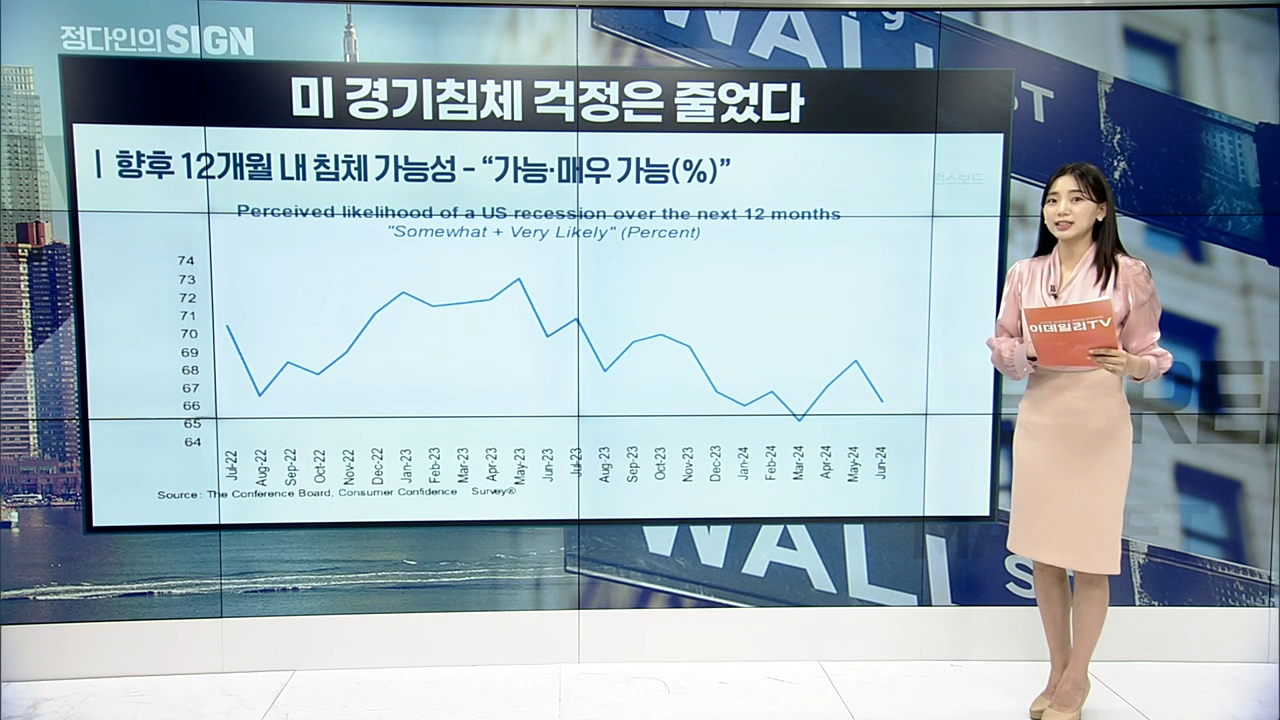 정다인의 SIGN
미 경기침체 걱정은 줄었다
향후 12개월 내 침체 가능성 - “가능·매우 가능(%)”
Perceived likelihood of a US recession over the next 12 months
"Somewhat + Very Likely" (Percent)
74
73
72
71
70
69
68
67
66
65
64
Jul-22 Aug-22 Sep-22 Oct-22 Nov-22 Dec-22 Jan-23 Feb-23 Mar-23 Apr-23 May-23 Jun-23 Jul-23 Aug-23 Sep-23 Oct-23 Nov-23 Dec-23 Jan-24 Feb-24 Mar-24 Apr-24 May-24 Jun-24
Source: The Conference Board, Consumer Confidence Survey®
WALL
ST
이데일리TV
WALL